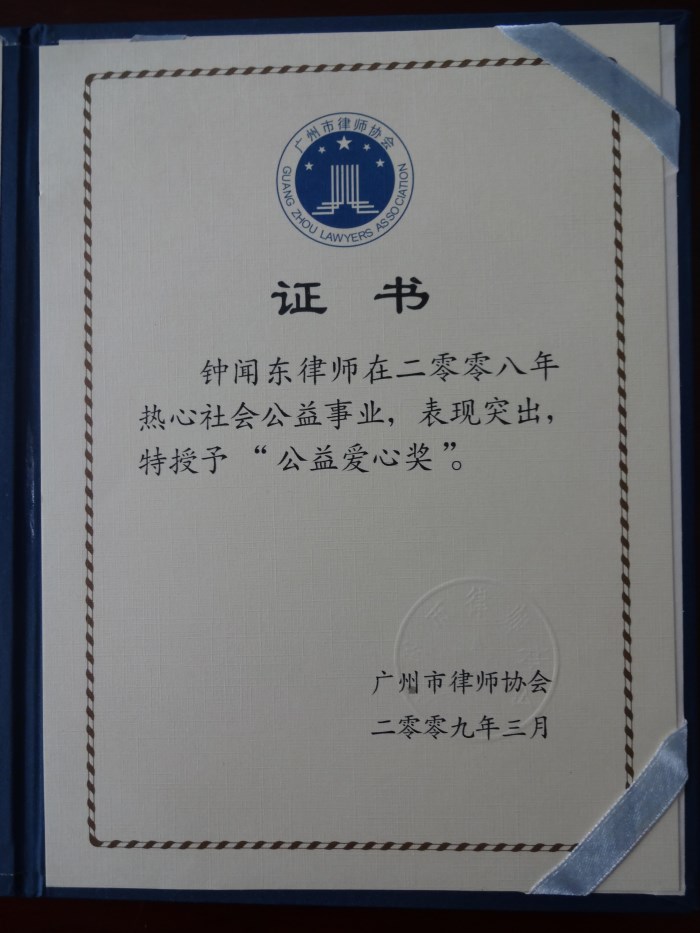 广州市律师协会
GUANG ZHOU LAWYERS ASSOCIATION
证 书
钟闻东律师在二零零八年
热心社会公益事业，表现突出，
特授予“公益爱心奖”。
广州市律师协会
二零零九年三月